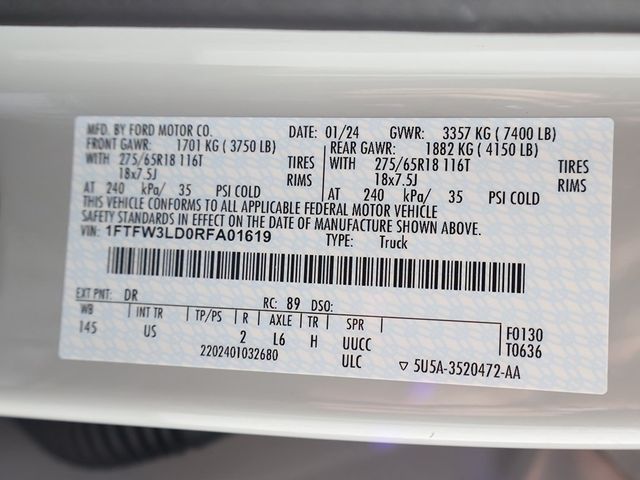 MFD. BY FORD MOTOR CO. DATE: 01/24 GVWR: 3357 KG ( 7400 LB)
FRONT GAWR: 1701 KG ( 3750 LB) REAR GAWR: 1882 KG ( 4150 LB)
WITH 275/65R18 116T TIRES WITH 275/65R18 116T TIRES
18x7.5J RIMS 18x7.5J RIMS
AT 240 kPa/ 35 PSI COLD AT 240 kPa/ 35 PSI COLD
THIS VEHICLE CONFORMS TO ALL APPLICABLE FEDERAL MOTOR VEHICLE
SAFETY STANDARDS IN EFFECT ON THE DATE OF MANUFACTURE SHOWN ABOVE.
VIN: 1FTFW3LD0RFA01619 TYPE: Truck
EXT PNT: DR RC: 89 DSO:
WB INT TR TP/PS R AXLE TR SPR F0130
145 US 2 L6 H UUCC T0636
2202401032680 ULC ▽ 5U5A-3520472-AA